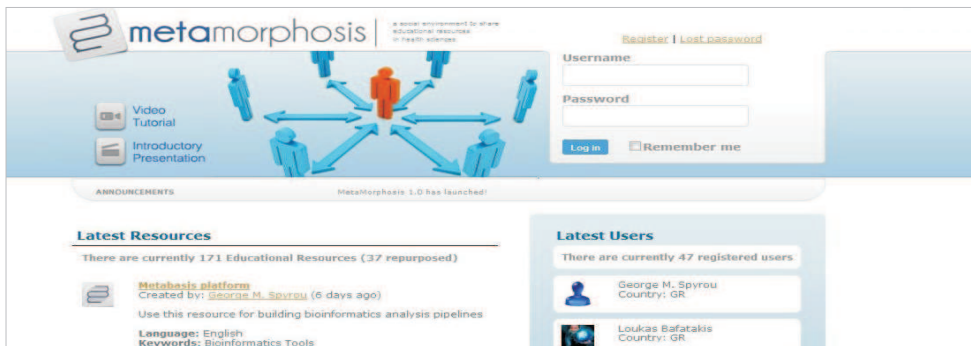 metamorphosis
a social environment to share
educational resources
in health sciences
Register | Lost password
Username
Password
Log in
Remember me
Video
Tutorial
Introductory
Presentation
ANNOUNCEMENTS
MetaMorphosis 1.0 has launched!
Latest Resources
There are currently 171 Educational Resources (37 repurposed)
Metabasis platform
Created by: George M. Spyrou (6 days ago)
Use this resource for building bioinformatics analysis pipelines
Language: English
Keywords: Bioinformatics Tools
Latest Users
There are currently 47 registered users
George M. Spyrou
Country: GR
Loukas Bafatakis
Country: GR